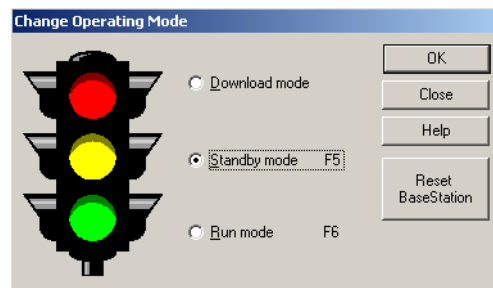 Change Operating Mode
Download mode
Standby mode F5
Run mode F6
OK
Close
Help
Reset
BaseStation